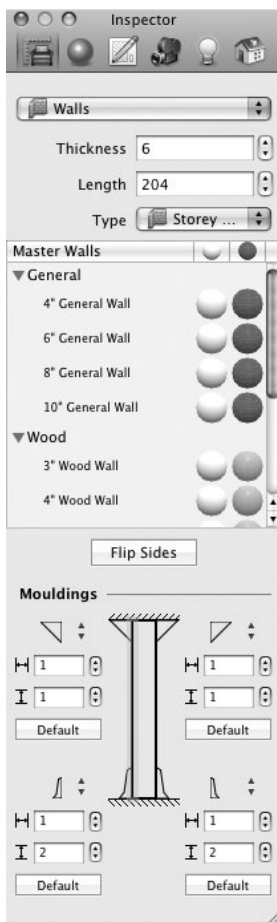 Inspector
Walls
Thickness 6
Length 204
Type Storey ...
Master Walls
General
4" General Wall
6" General Wall
8" General Wall
10" General Wall
Wood
3" Wood Wall
4" Wood Wall
Flip Sides
Mouldings
1 1
1 1
Default Default
1 1
2 2
Default Default